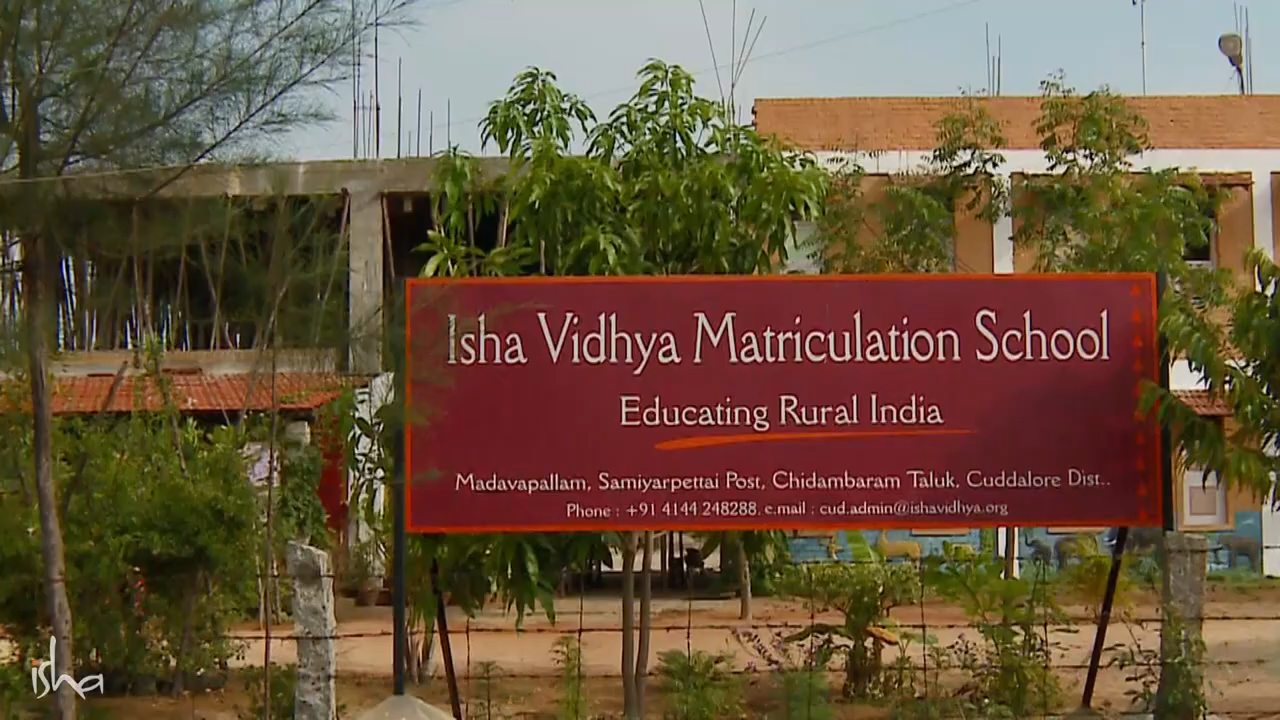 Isha Vidhya Matriculation School
Educating Rural India
Madavapallam, Samiyarpettai Post, Chidambaram Taluk, Cuddalore Dist..
Phone : +91 4144 248288, e.mail : cud.admin@ishavidhya.org
isha